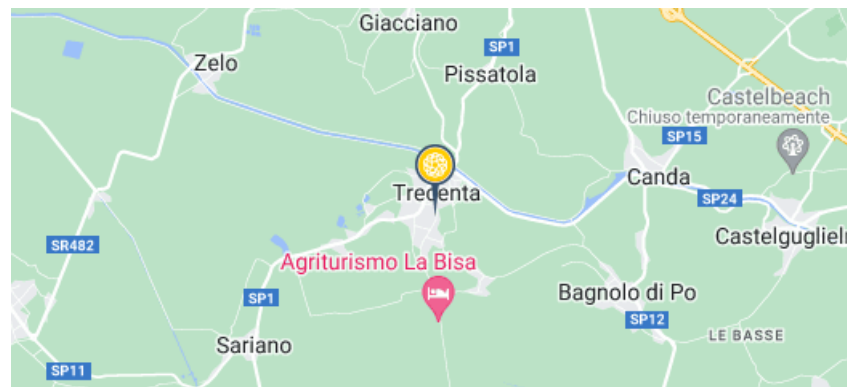 Giacciano
SP1
Zelo
Pissatola
Castelbeach
Chiuso temporaneamente
SP15
Canda
Trecenta
SP24
SR482
Castelguglieln
Agriturismo La Bisa
SP1
Bagnolo di Po
SP12
LE BASSE
Sariano
SP11